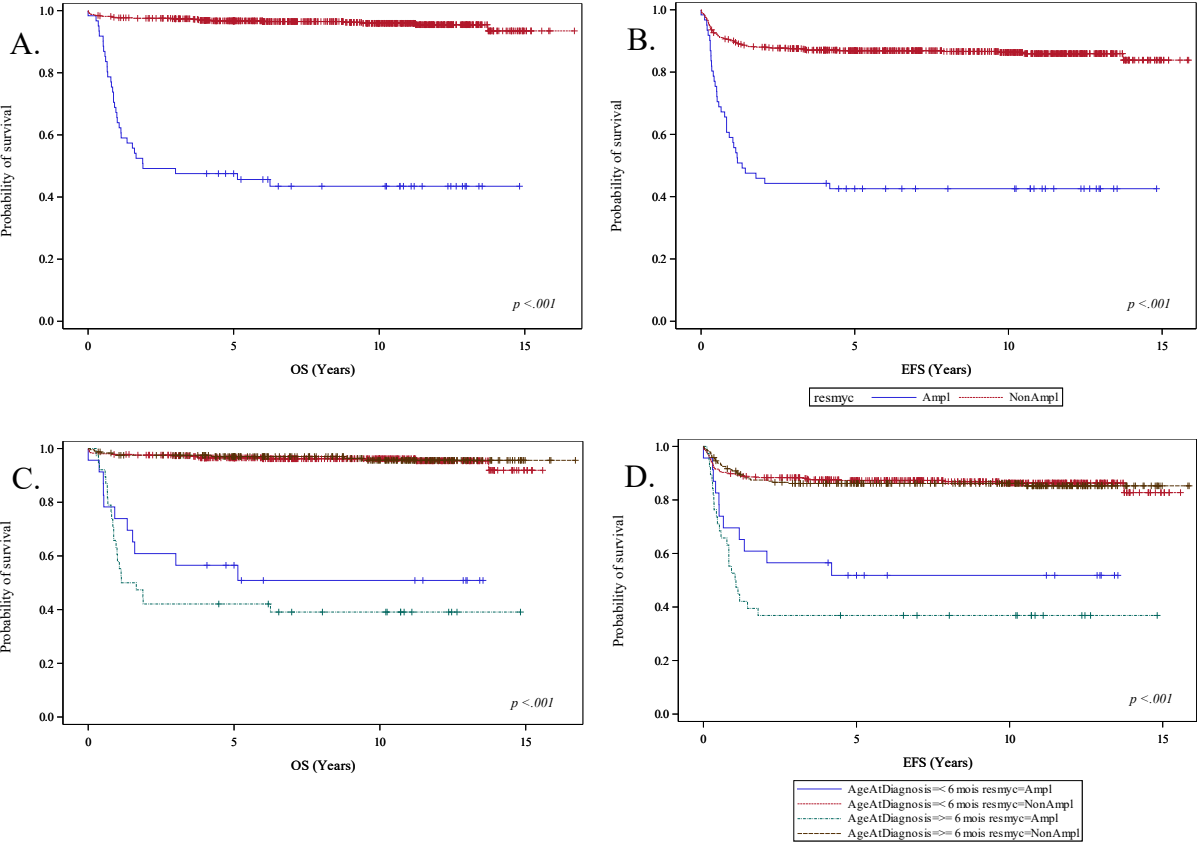 A.
1.0
0.8
0.6
0.4
0.2
0.0
Probability of survival
p <.001
0 5 10 15
OS (Years)
B.
1.0
0.8
0.6
0.4
0.2
0.0
Probability of survival
p <.001
0 5 10 15
EFS (Years)
resmyc Ampl NonAmpl
C.
1.0
0.8
0.6
0.4
0.2
0.0
Probability of survival
p <.001
0 5 10 15
OS (Years)
D.
1.0
0.8
0.6
0.4
0.2
0.0
Probability of survival
p <.001
0 5 10 15
EFS (Years)
AgeAtDiagnosis=< 6 mois resmyc=Ampl
AgeAtDiagnosis=< 6 mois resmyc=NonAmpl
AgeAtDiagnosis=>= 6 mois resmyc=Ampl
AgeAtDiagnosis=>= 6 mois resmyc=NonAmpl